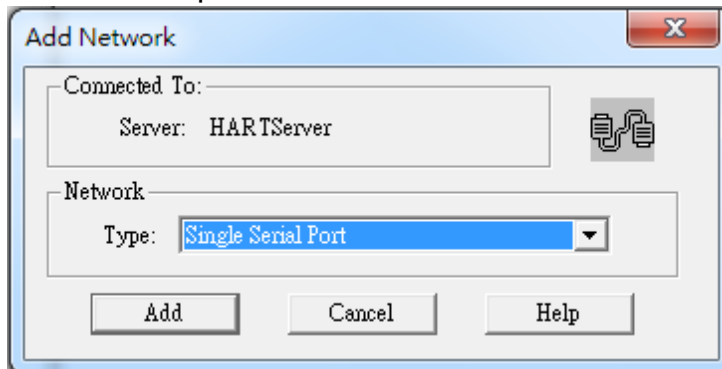 Add Network
Connected To:
Server: HARTServer
Network
Type: Single Serial Port
Add Cancel Help